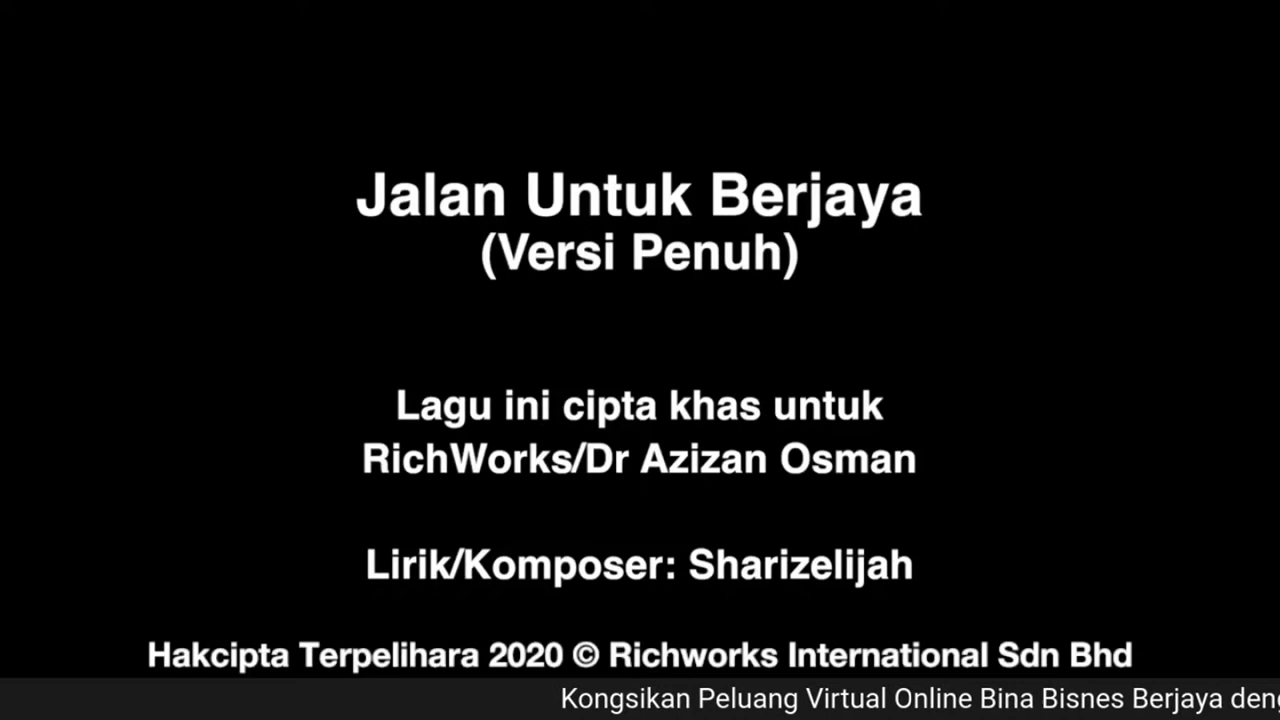 Jalan Untuk Berjaya
(Versi Penuh)
Lagu ini cipta khas untuk
RichWorks/Dr Azizan Osman
Lirik/Komposer: Sharizelijah
Hakcipta Terpelihara 2020 © Richworks International Sdn Bhd
Kongsikan Peluang Virtual Online Bina Bisnes Berjaya